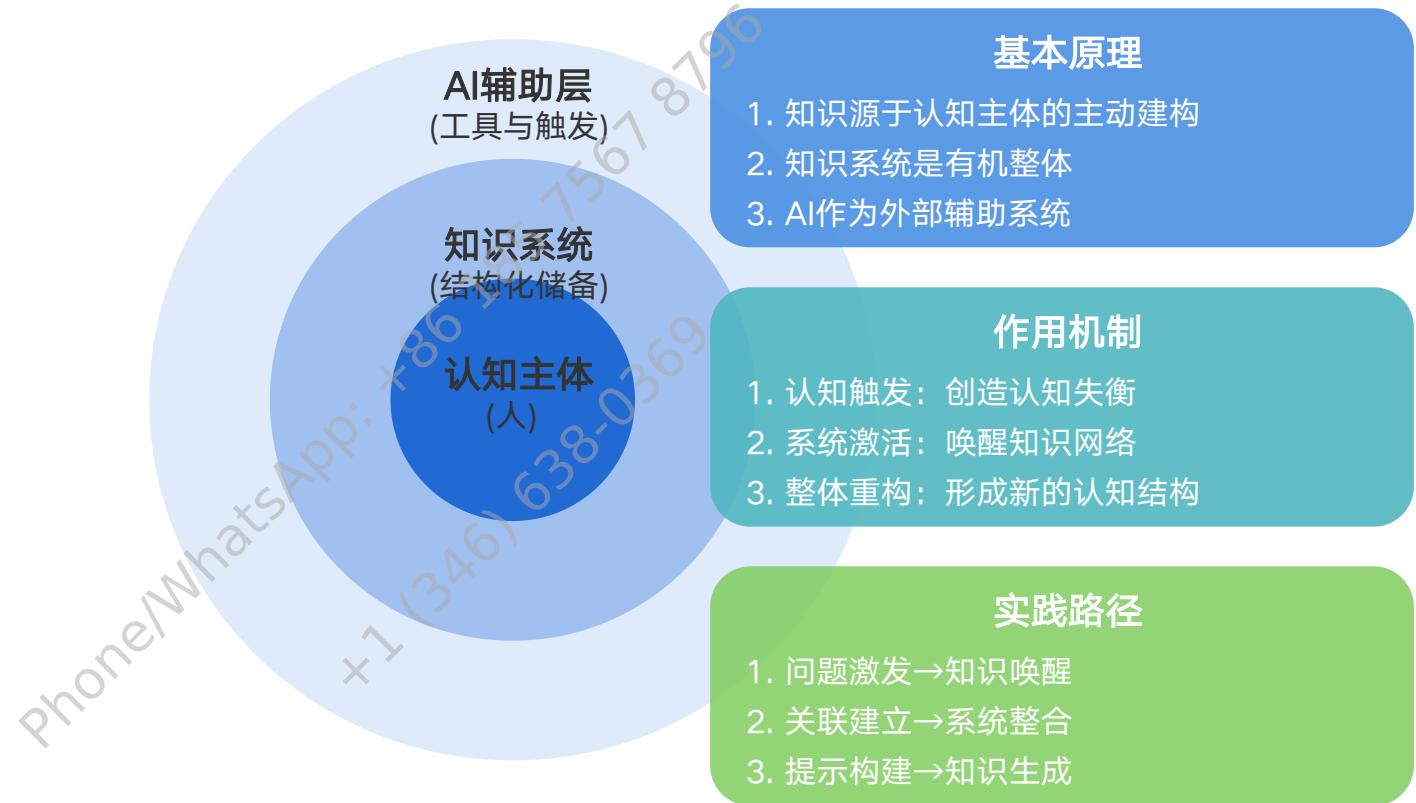 AI辅助层
(工具与触发)
知识系统
(结构化储备)
认知主体
(人)
基本原理
1. 知识源于认知主体的主动建构
2. 知识系统是有机整体
3. AI作为外部辅助系统
作用机制
1. 认知触发：创造认知失衡
2. 系统激活：唤醒知识网络
3. 整体重构：形成新的认知结构
实践路径
1. 问题激发→知识唤醒
2. 关联建立→系统整合
3. 提示构建→知识生成
Phone/WhatsApp: +86 185 7567 8796
+1 (346) 638-0369